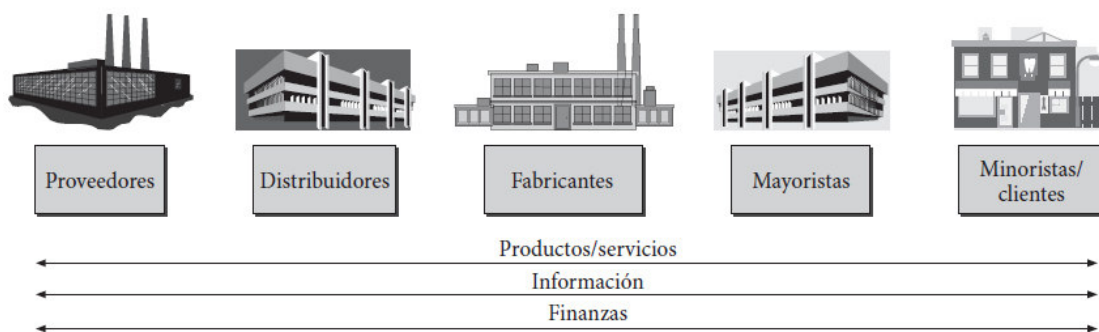 Proveedores
Distribuidores
Fabricantes
Mayoristas
Minoristas/
clientes
Productos/servicios
Información
Finanzas